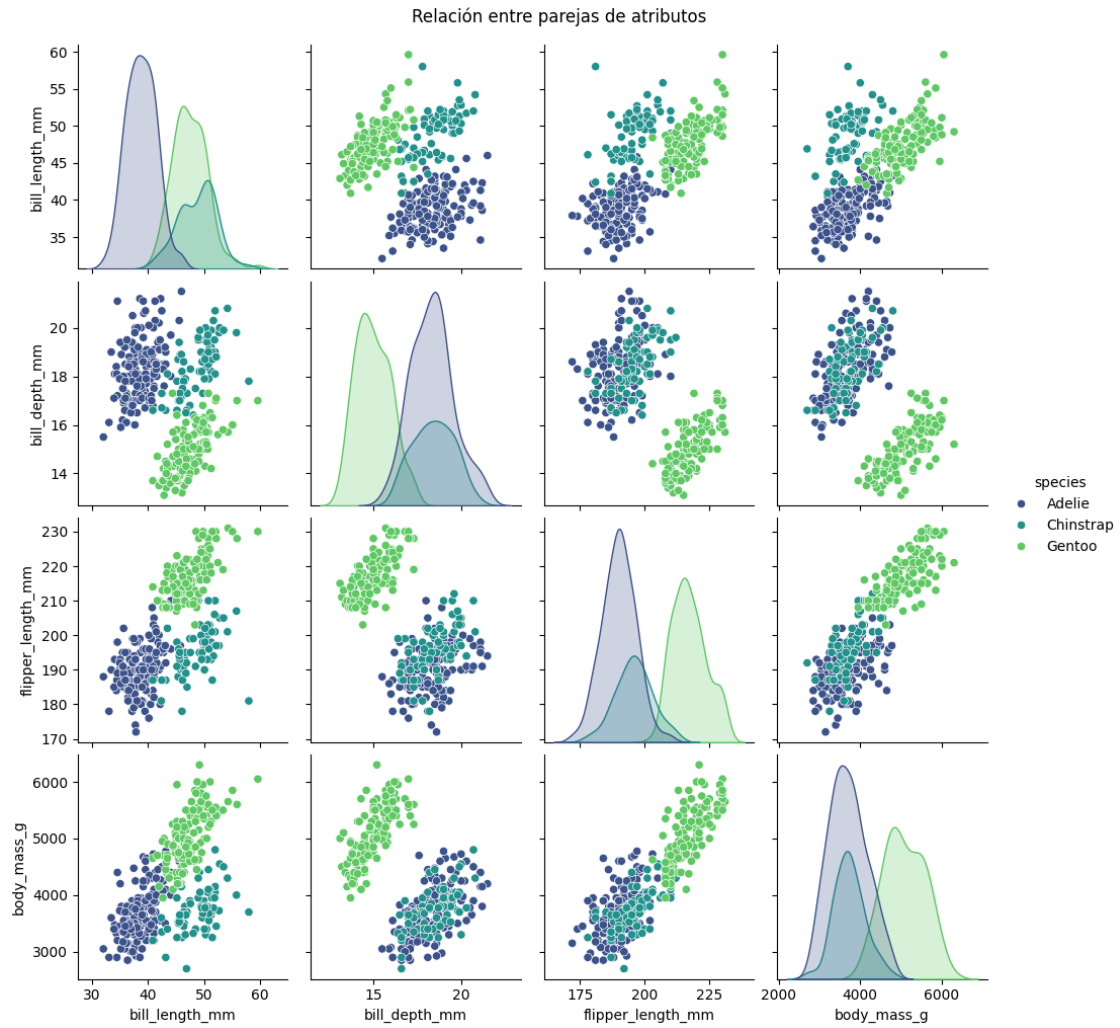 Relación entre parejas de atributos
60
55
50
45
40
35
bill_length_mm
20
18
16
14
bill_depth_mm
species
Adelie
Chinstrap
Gentoo
230
220
210
200
190
180
170
flipper_length_mm
6000
5000
4000
3000
body_mass_g
30 40 50 60 15 20 175 200 225 2000 4000 6000
bill_length_mm bill_depth_mm flipper_length_mm body_mass_g